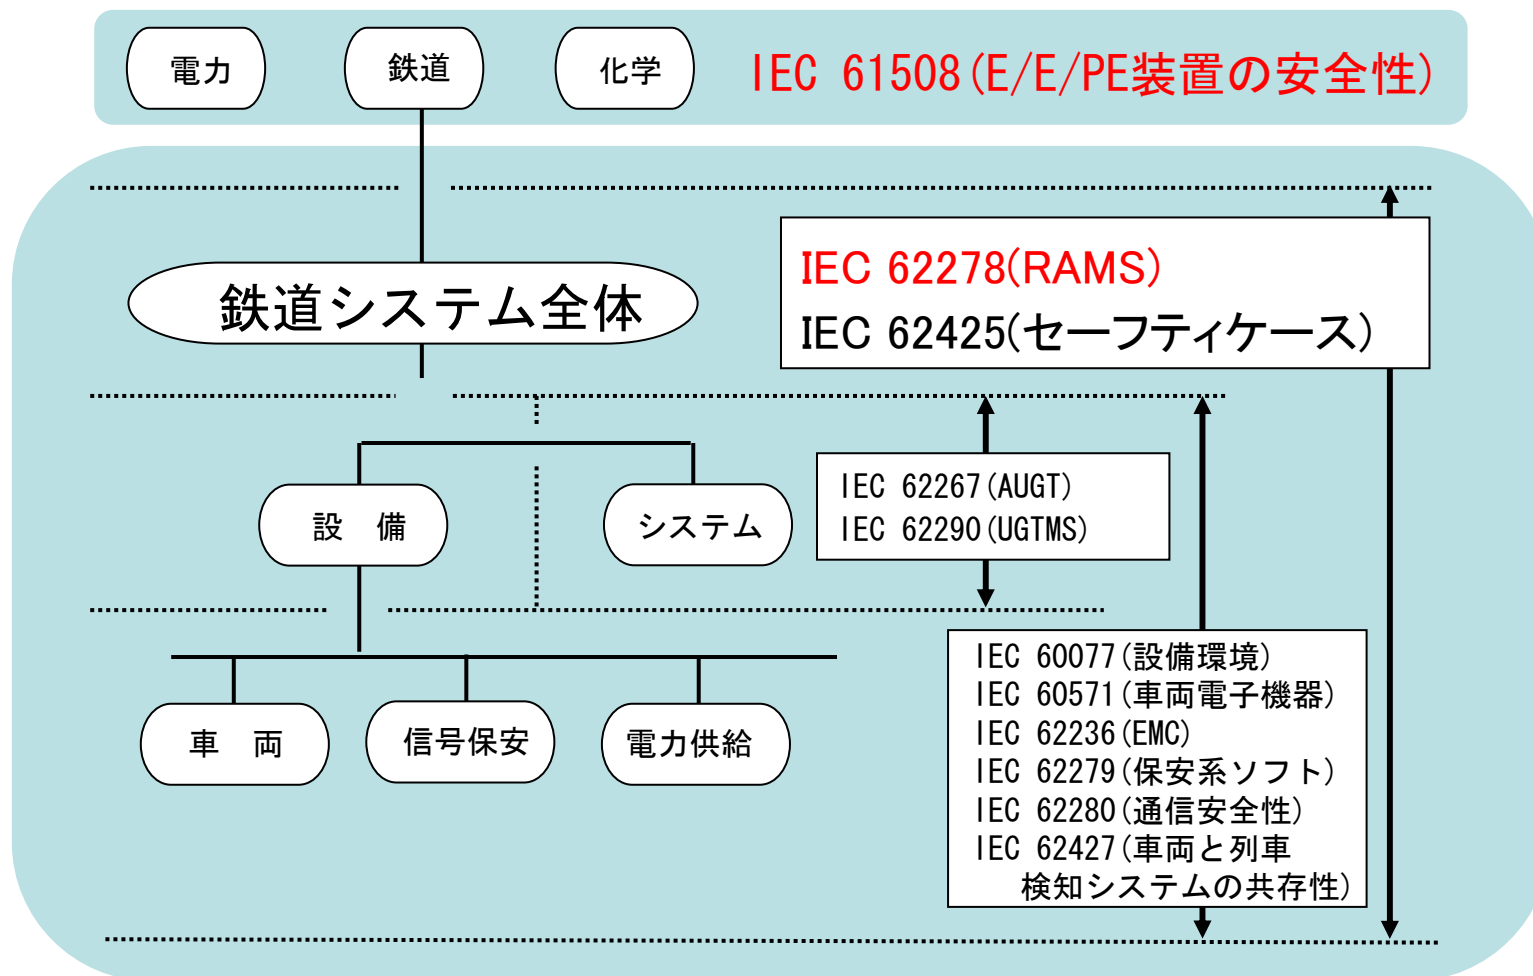 電力
鉄道
化学
IEC 61508(E/E/PE装置の安全性)
鉄道システム全体
IEC 62278(RAMS)
IEC 62425(セーフティケース)
設　備
システム
IEC 62267(AUGT)
IEC 62290(UGTMS)
車　両
信号保安
電力供給
IEC 60077(設備環境)
IEC 60571(車両電子機器)
IEC 62236(EMC)
IEC 62279(保安系ソフト)
IEC 62280(通信安全性)
IEC 62427(車両と列車
検知システムの共存性)